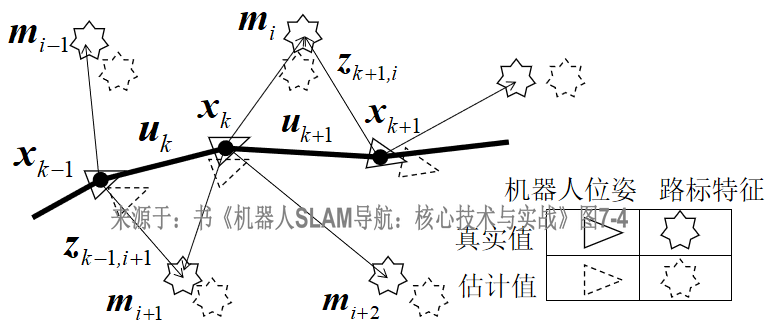 m_{i-1}
m_i
z_{k+1,i}
x_k
x_{k+1}
u_k
u_{k+1}
x_{k-1}
机器人位姿 路标特征
来源于：书《机器人SLAM导航：核心技术与实战》图7-4
真实值
z_{k-1,i+1}
估计值
m_{i+1}
m_{i+2}